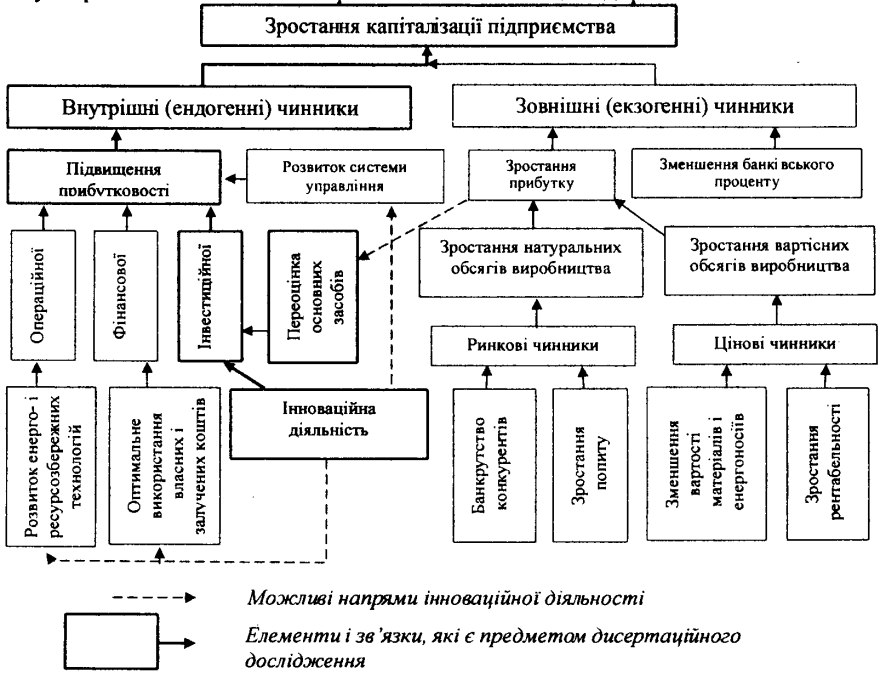 Зростання капіталізації підприємства
Внутрішні (ендогенні) чинники
Зовнішні (екзогенні) чинники
Підвищення
прибутковості
Розвиток системи
управління
Зростання
прибутку
Зменшення банківського
проценту
Операційної
Фінансової
Інвестиційної
Переоцінка
основних
засобів
Зростання натуральних
обсягів виробництва
Зростання вартісних
обсягів виробництва
Ринкові чинники
Цінові чинники
Розвиток енерго- і
ресурсозбережних
технологій
Оптимальне
використання
власних і
залучених коштів
Інноваційна
діяльність
Банкрутство
конкурентів
Зростання
попиту
Зменшення
вартості
матеріалів і
енергоносіїв
Зростання
рентабельності
Можливі напрями інноваційної діяльності
Елементи і зв’язки, які є предметом дисертаційного
дослідження